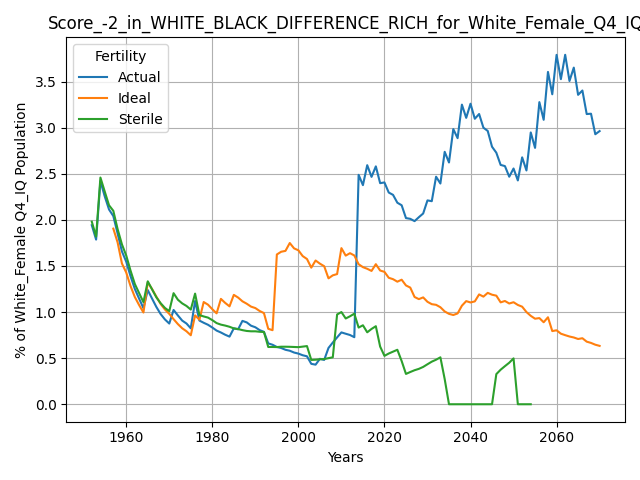 Score_-2_in_WHITE_BLACK_DIFFERENCE_RICH_for_White_Female_Q4_IQ
Fertility
Actual
Ideal
Sterile
% of White_Female Q4_IQ Population
3.5
3.0
2.5
2.0
1.5
1.0
0.5
0.0
1960 1980 2000 2020 2040 2060
Years